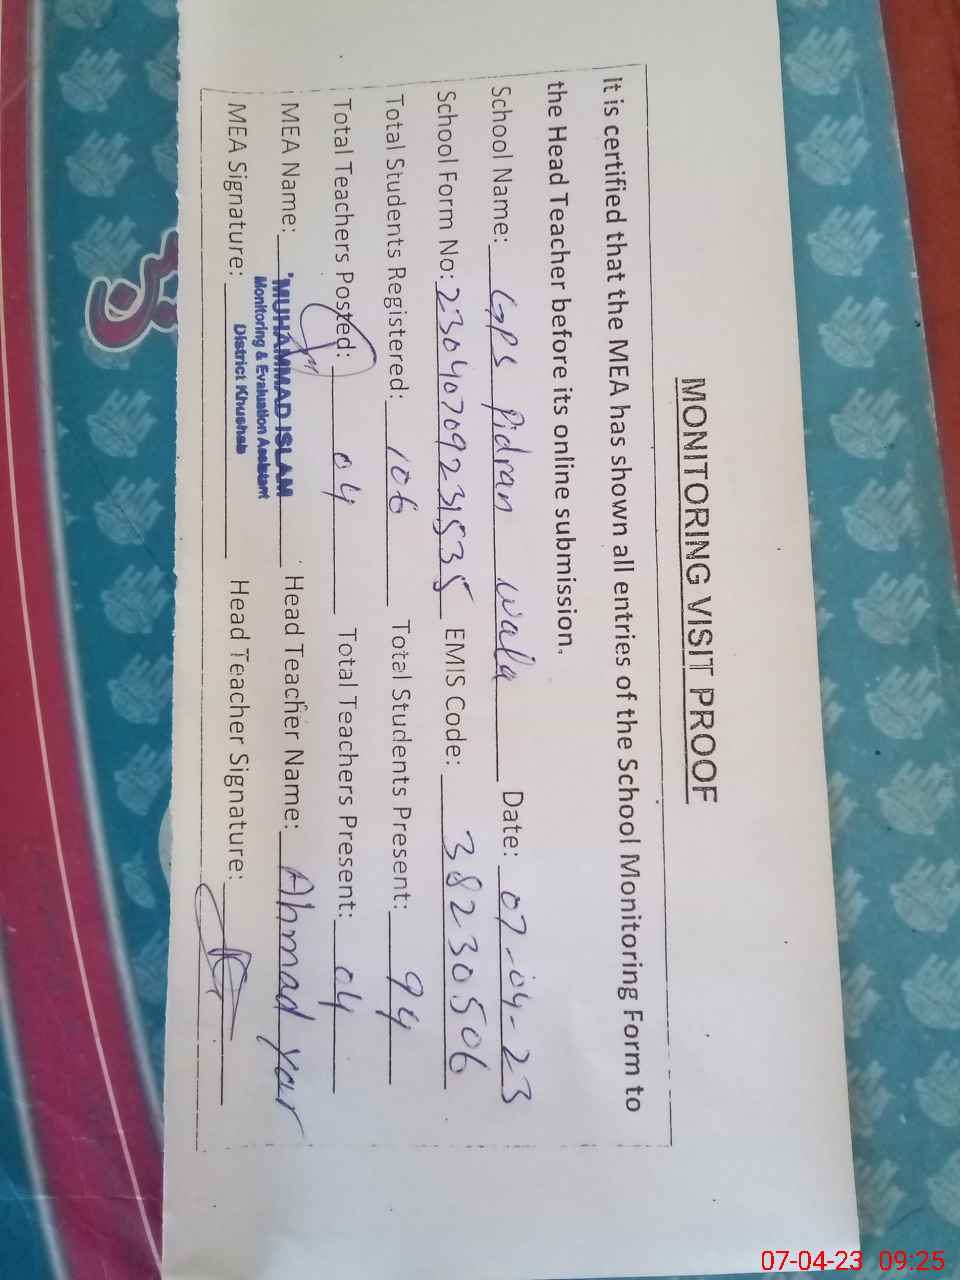 MONITORING VISIT PROOF
It is certified that the MEA has shown all entries of the School Monitoring Form to
the Head Teacher before its online submission.
School Name: GPS Pidran wala Date: 07-04-23
School Form No: 23040709231535 EMIS Code: 38230506
Total Students Registered: 106 Total Students Present: 94
Total Teachers Posted: 04 Total Teachers Present: 04
MEA Name: MUHAMMAD ISLAM Head Teacher Name: Ahmad Yar
Monitoring & Evaluation Assistant
District Khushab
MEA Signature: Head Teacher Signature:
07-04-23 09:25